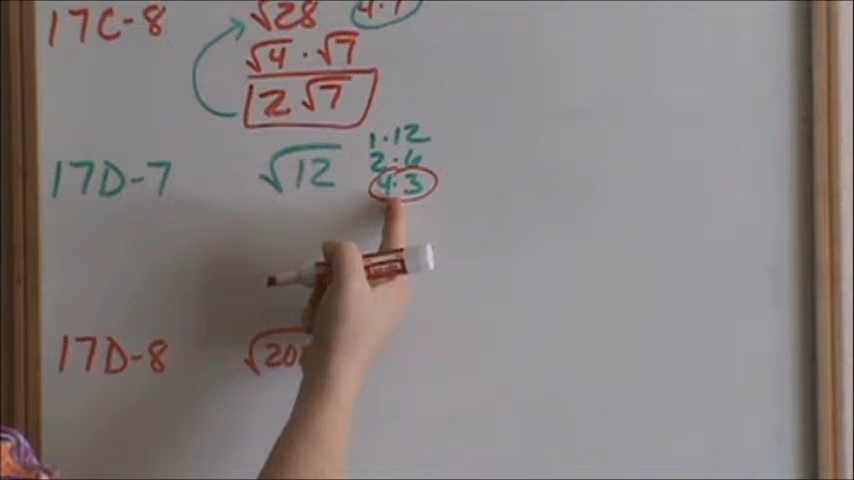 17C-8 √28 4·7
√4 · √7
2√7
1·12
17D-7 √12 2·6
4·3
17D-8